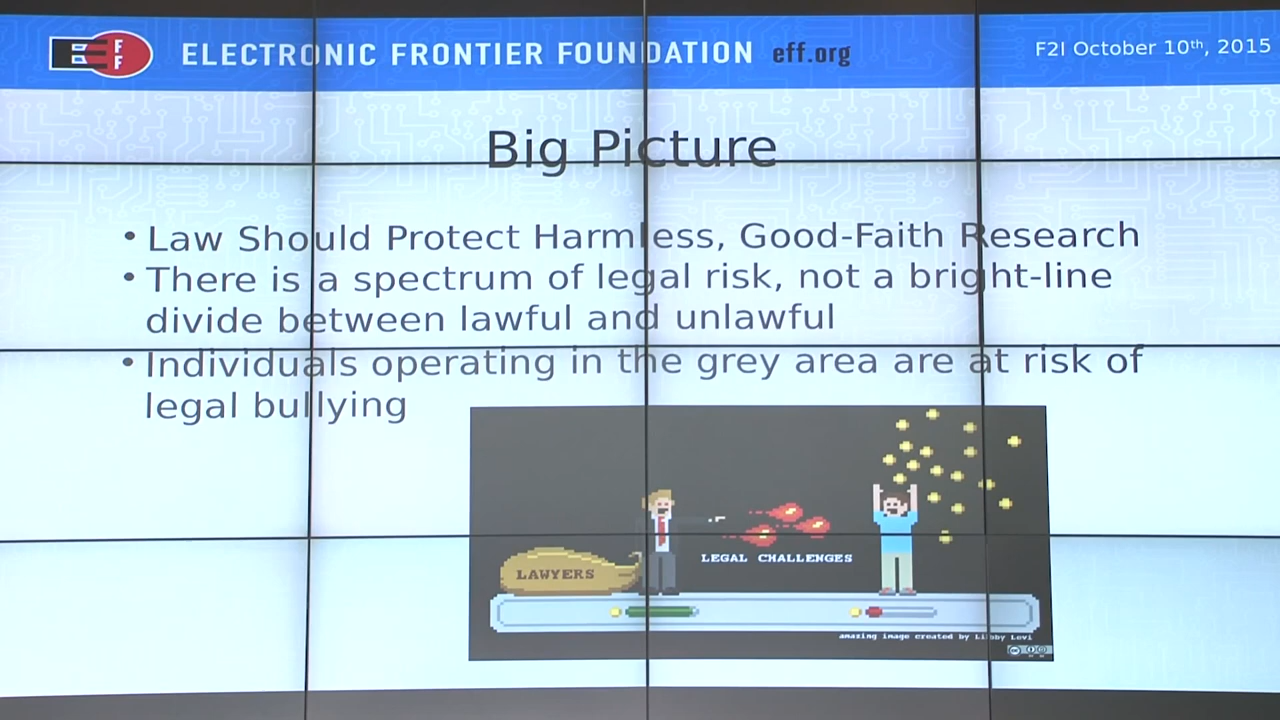 EFF
ELECTRONIC FRONTIER FOUNDATION eff.org
F2I October 10th, 2015
Big Picture
• Law Should Protect Harmless, Good-Faith Research
• There is a spectrum of legal risk, not a bright-line
divide between lawful and unlawful
• Individuals operating in the grey area are at risk of
legal bullying
LEGAL CHALLENGES
LAWYERS
amazing image created by Libby Levi
cc